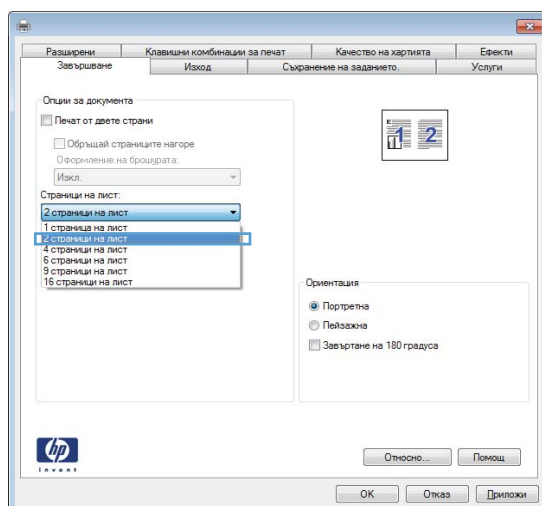 Разширени Клавишни комбинации за печат Качество на хартията Ефекти
Завършване Изход Съхранение на заданието. Услуги
Опции за документа
Печат от двете страни
Обръщай страниците нагоре
Оформление на брошурата:
Изкл.
Страници на лист:
2 страници на лист
1 страница на лист
2 страници на лист
4 страници на лист
6 страници на лист
9 страници на лист
16 страници на лист
1 2
Ориентация
Портретна
Пейзажна
Завъртане на 180 градуса
hp
invent
Относно... Помощ
OK Отказ Приложи